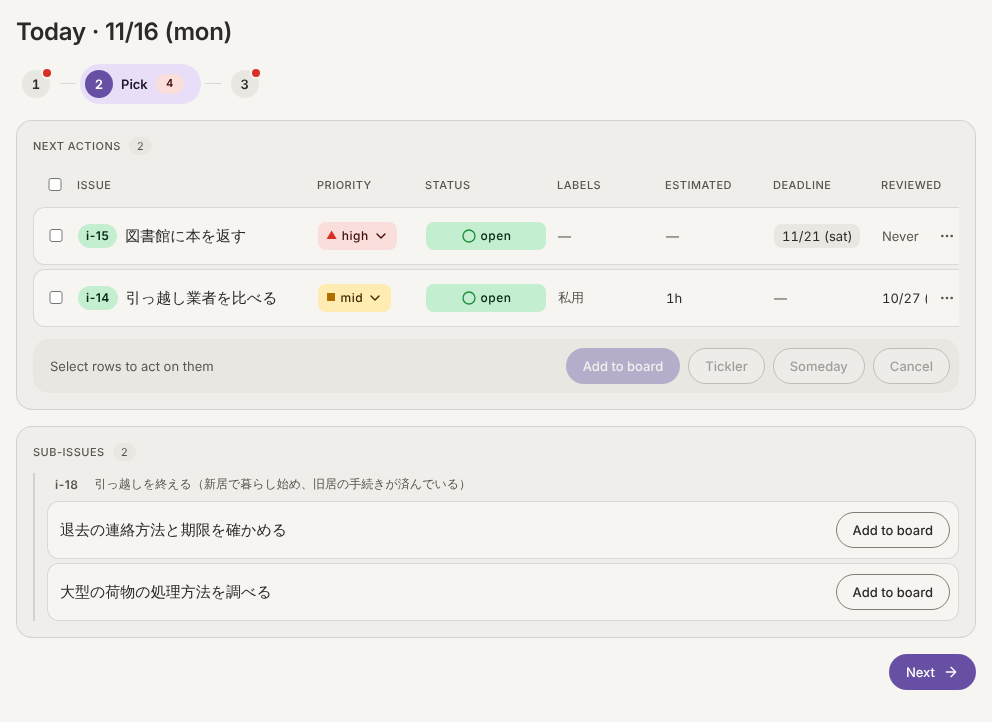 Today · 11/16 (mon)
1 2 Pick 4 3
NEXT ACTIONS 2
ISSUE PRIORITY STATUS LABELS ESTIMATED DEADLINE REVIEWED
i-15 図書館に本を返す high open — — 11/21 (sat) Never ···
i-14 引っ越し業者を比べる mid open 私用 1h — 10/27 ( ···
Select rows to act on them Add to board Tickler Someday Cancel
SUB-ISSUES 2
i-18 引っ越しを終える（新居で暮らし始め、旧居の手続きが済んでいる）
退去の連絡方法と期限を確かめる Add to board
大型の荷物の処理方法を調べる Add to board
Next